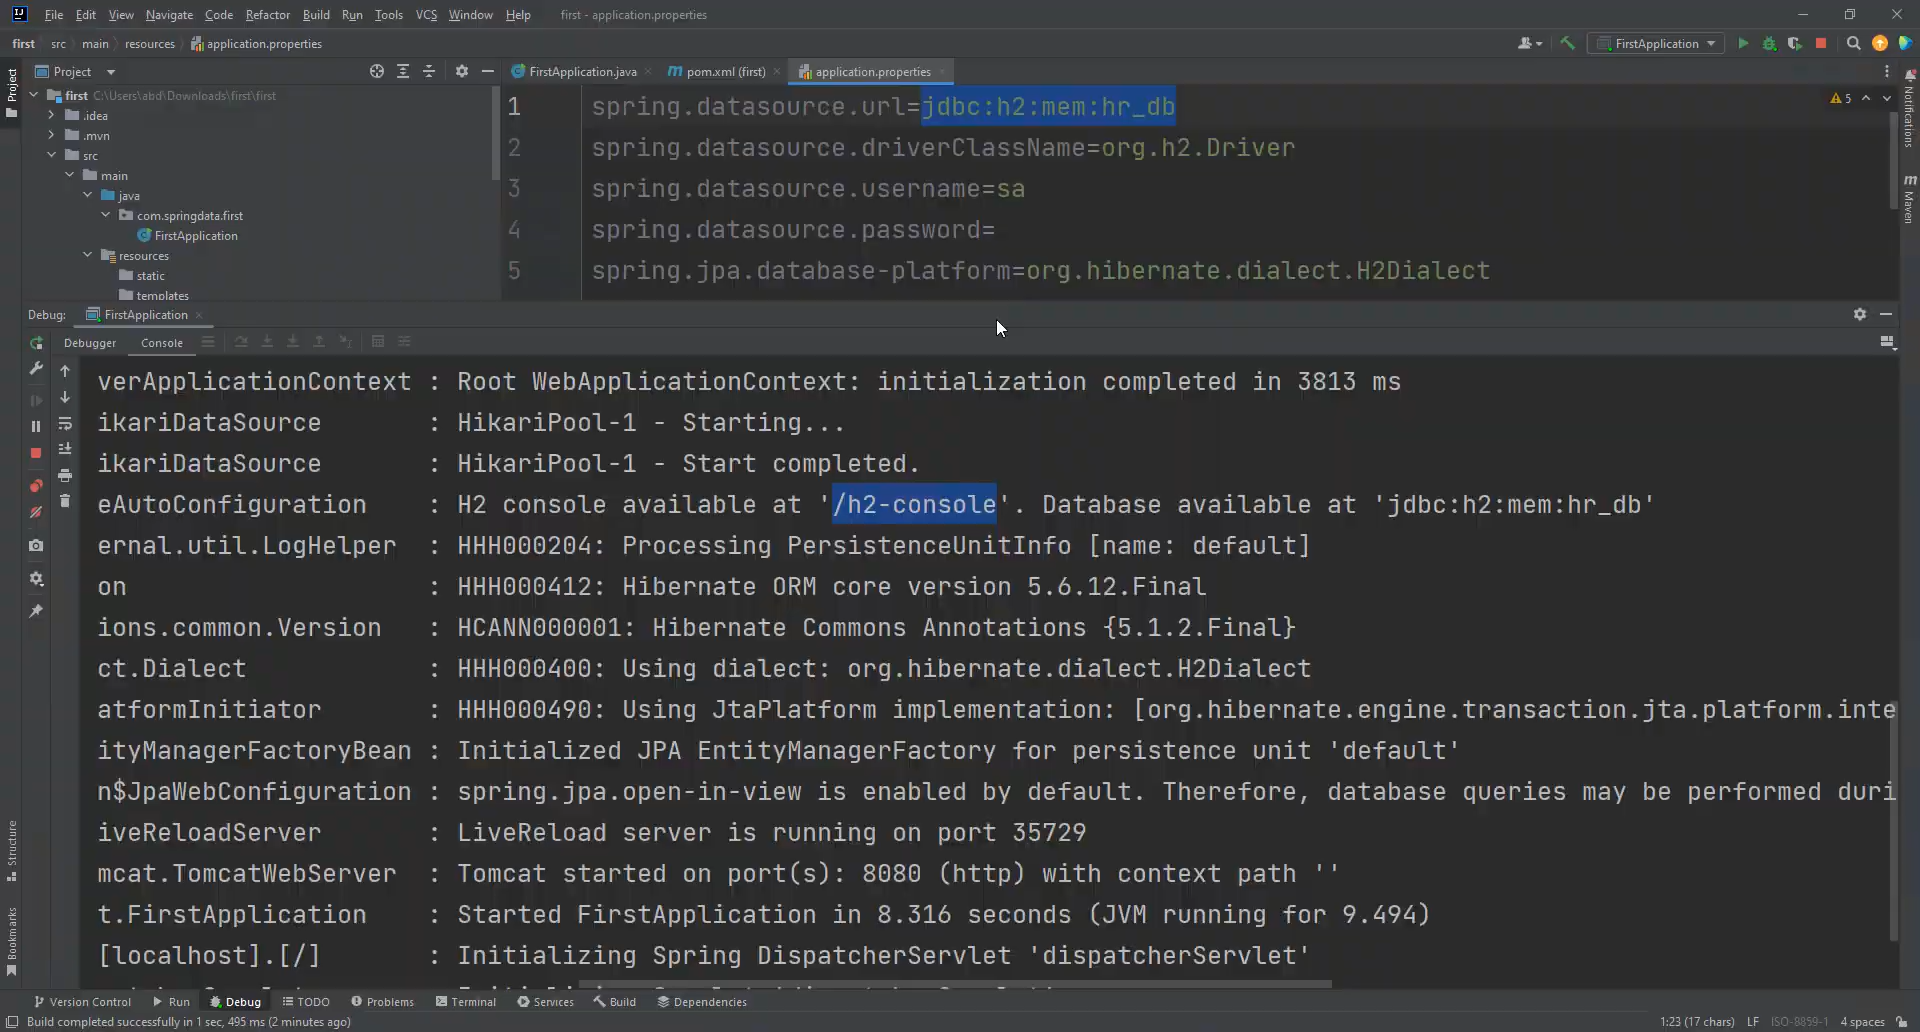 File Edit View Navigate Code Refactor Build Run Tools VCS Window Help first - application.properties
first src main resources application.properties FirstApplication
Project FirstApplication.java pom.xml (first) application.properties
Project
Notifications
Maven
first C:\Users\abd\Downloads\first\first
.idea
.mvn
src
main
java
com.springdata.first
FirstApplication
resources
static
templates
5
1 spring.datasource.url=jdbc:h2:mem:hr_db
2 spring.datasource.driverClassName=org.h2.Driver
3 spring.datasource.username=sa
4 spring.datasource.password=
5 spring.jpa.database-platform=org.hibernate.dialect.H2Dialect
Debug: FirstApplication
Debugger Console
verApplicationContext : Root WebApplicationContext: initialization completed in 3813 ms
ikariDataSource : HikariPool-1 - Starting...
ikariDataSource : HikariPool-1 - Start completed.
eAutoConfiguration : H2 console available at '/h2-console'. Database available at 'jdbc:h2:mem:hr_db'
ernal.util.LogHelper : HHH000204: Processing PersistenceUnitInfo [name: default]
on : HHH000412: Hibernate ORM core version 5.6.12.Final
ions.common.Version : HCANN000001: Hibernate Commons Annotations {5.1.2.Final}
ct.Dialect : HHH000400: Using dialect: org.hibernate.dialect.H2Dialect
atformInitiator : HHH000490: Using JtaPlatform implementation: [org.hibernate.engine.transaction.jta.platform.inte
ityManagerFactoryBean : Initialized JPA EntityManagerFactory for persistence unit 'default'
n$JpaWebConfiguration : spring.jpa.open-in-view is enabled by default. Therefore, database queries may be performed duri
iveReloadServer : LiveReload server is running on port 35729
mcat.TomcatWebServer : Tomcat started on port(s): 8080 (http) with context path ''
t.FirstApplication : Started FirstApplication in 8.316 seconds (JVM running for 9.494)
[localhost].[/] : Initializing Spring DispatcherServlet 'dispatcherServlet'
Structure
Bookmarks
Version Control Run Debug TODO Problems Terminal Services Build Dependencies
Build completed successfully in 1 sec, 495 ms (2 minutes ago) 1:23 (17 chars) LF ISO-8859-1 4 spaces